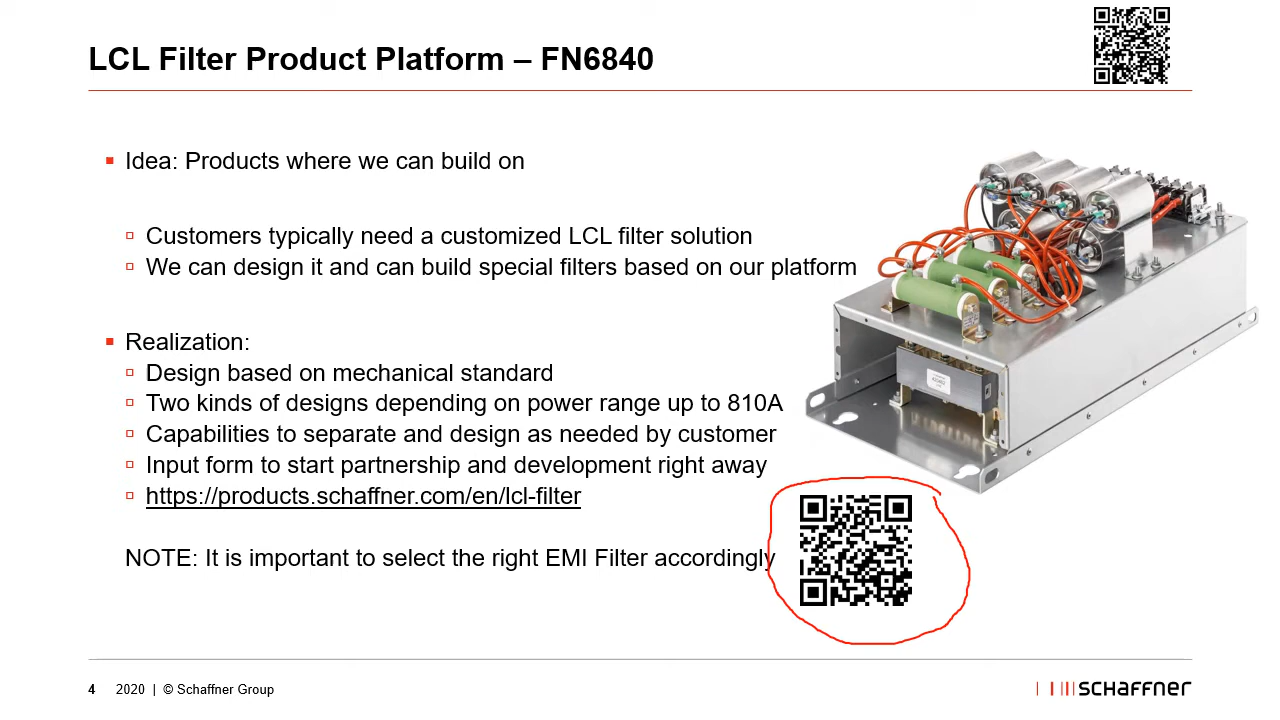 LCL Filter Product Platform – FN6840
Idea: Products where we can build on
Customers typically need a customized LCL filter solution
We can design it and can build special filters based on our platform
Realization:
Design based on mechanical standard
Two kinds of designs depending on power range up to 810A
Capabilities to separate and design as needed by customer
Input form to start partnership and development right away
https://products.schaffner.com/en/lcl-filter
NOTE: It is important to select the right EMI Filter accordingly
4 2020 | © Schaffner Group
SCHAFFNER